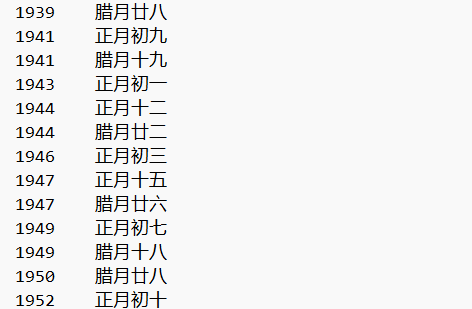 1939 腊月廿八
1941 正月初九
1941 腊月十九
1943 正月初一
1944 正月十二
1944 腊月廿二
1946 正月初三
1947 正月十五
1947 腊月廿六
1949 正月初七
1949 腊月十八
1950 腊月廿八
1952 正月初十